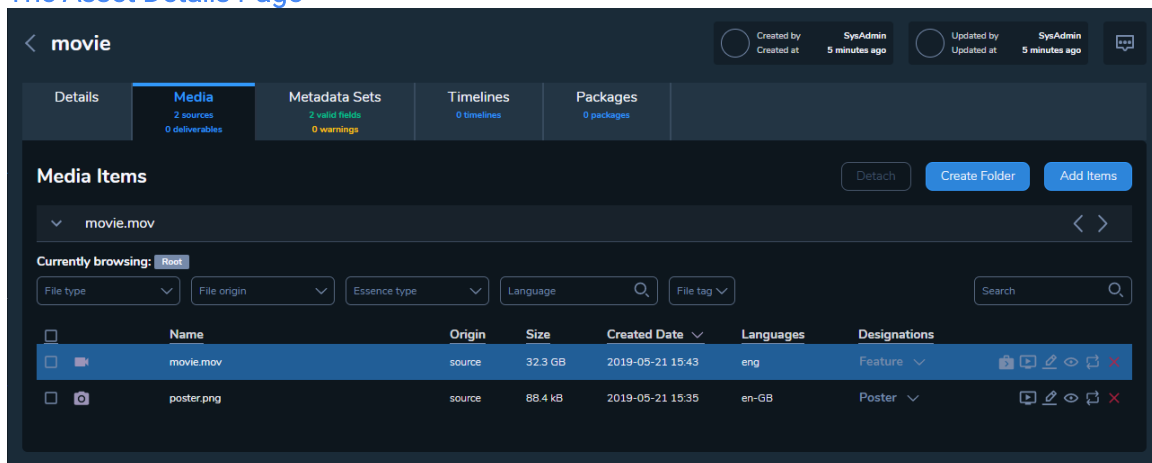 The Asset Details Page
movie
Created by SysAdmin
Created at 5 minutes ago
Updated by SysAdmin
Updated at 5 minutes ago
Details
Media
2 sources
0 deliverables
Metadata Sets
2 valid fields
0 warnings
Timelines
0 timelines
Packages
0 packages
Media Items
Detach
Create Folder
Add Items
movie.mov
Currently browsing: Root
File type
File origin
Essence type
Language
File tag
Search
Name Origin Size Created Date Languages Designations
movie.mov source 32.3 GB 2019-05-21 15:43 eng Feature
poster.png source 88.4 kB 2019-05-21 15:35 en-GB Poster